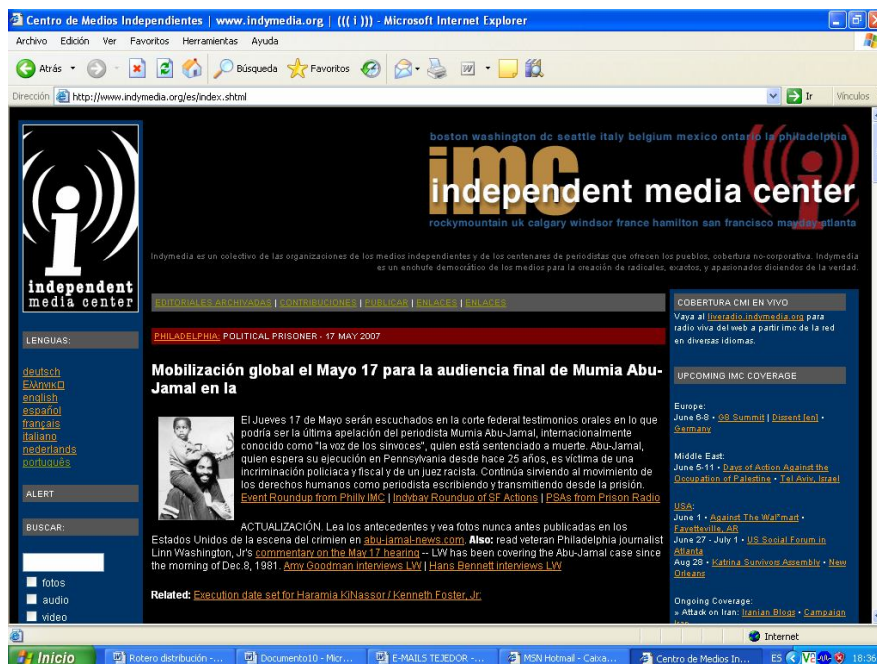 Centro de Medios Independientes | www.indymedia.org | ((( i ))) - Microsoft Internet Explorer
Archivo Edición Ver Favoritos Herramientas Ayuda
Atrás Búsqueda Favoritos
Dirección http://www.indymedia.org/es/index.shtml Ir Vínculos
boston washington dc seattle italy belgium mexico ontario la philadelphia
imc
independent media center
rockymountain uk calgary windsor france hamilton san francisco mayday atlanta
Indymedia es un colectivo de las organizaciones de los medios independientes y de los centenares de periodistas que ofrecen los pueblos, cobertura no-corporativa. Indymedia
es un enchufe democrático de los medios para la creación de radicales, exactos, y apasionados diciendos de la verdad.
independent
media center
LENGUAS:
deutsch
Ελληνικα
english
español
français
italiano
nederlands
português
ALERT
BUSCAR:
fotos
audio
video
EDITORIALES ARCHIVADAS | CONTRIBUCIONES | PUBLICAR | ENLACES | ENLACES
PHILADELPHIA: POLITICAL PRISONER - 17 MAY 2007
Mobilización global el Mayo 17 para la audiencia final de Mumia Abu-
Jamal en la
El Jueves 17 de Mayo serán escuchados en la corte federal testimonios orales en lo que
podría ser la última apelación del periodista Mumia Abu-Jamal, internacionalmente
conocido como "la voz de los sinvoces", quien está sentenciado a muerte. Abu-Jamal,
quien espera su ejecución en Pennsylvania desde hace 25 años, es víctima de una
incriminación policiaca y fiscal y de un juez racista. Continúa sirviendo al movimiento de
los derechos humanos como periodista escribiendo y transmitiendo desde la prisión.
Event Roundup from Philly IMC | Indybay Roundup of SF Actions | PSAs from Prison Radio
ACTUALIZACIÓN. Lea los antecedentes y vea fotos nunca antes publicadas en los
Estados Unidos de la escena del crimien en abu-jamal-news.com. Also: read veteran Philadelphia journalist
Linn Washington, Jr's commentary on the May 17 hearing -- LW has been covering the Abu-Jamal case since
the morning of Dec.8, 1981. Amy Goodman interviews LW | Hans Bennett interviews LW
Related: Execution date set for Haramia KiNassor / Kenneth Foster, Jr.
COBERTURA CMI EN VIVO
Vaya al liveradio.indymedia.org para
radio viva del web a partir imc de la red
en diversas idiomas.
UPCOMING IMC COVERAGE
Europe:
June 6-8 • G8 Summit | Dissent [en] •
Germany
Middle East:
June 5-11 • Days of Action Against the
Occupation of Palestine • Tel Aviv, Israel
USA:
June 1 • Against The Wal*mart •
Fayetteville, AR
June 27 - July 1 • US Social Forum in
Atlanta
Aug 28 • Katrina Survivors Assembly • New
Orleans
Ongoing Coverage:
» Attack on Iran: Iranian Blogs • Campaign
Iran
Internet
Inicio
Rotero distribución -...
Documento10 - Micr...
E-MAILS TEJEDOR -...
MSN Hotmail - Caixa...
Centro de Medios In...
ES
18:36